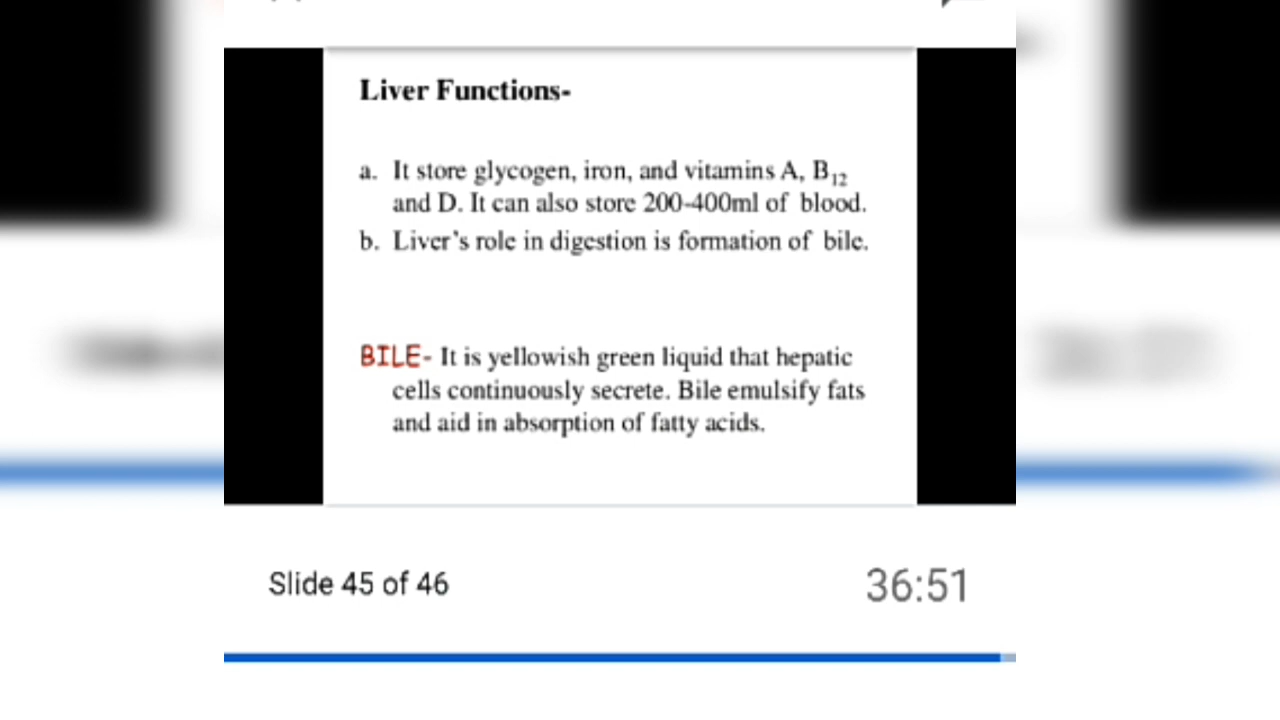 Liver Functions-
a. It store glycogen, iron, and vitamins A, B₁₂
and D. It can also store 200-400ml of blood.
b. Liver's role in digestion is formation of bile.
BILE- It is yellowish green liquid that hepatic
cells continuously secrete. Bile emulsify fats
and aid in absorption of fatty acids.
Slide 45 of 46
36:51